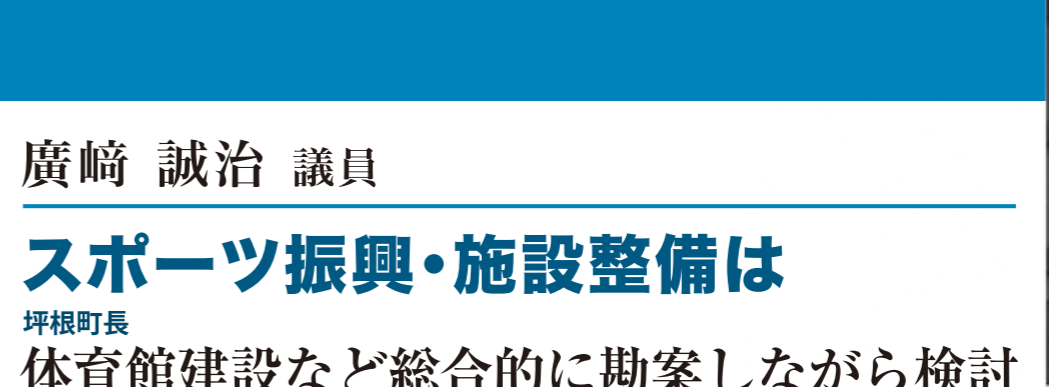 廣﨑 誠治 議員
スポーツ振興・施設整備は
坪根町長
体育館建設など総合的に勘案しながら検討